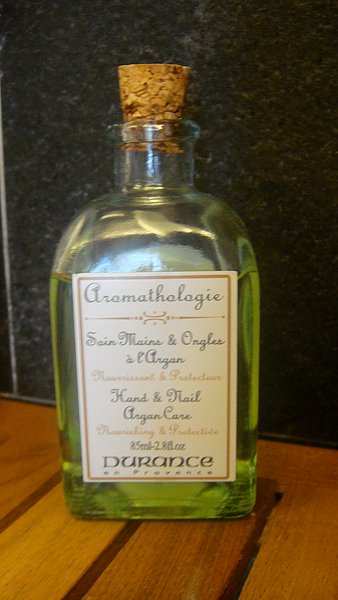 Aromathologie
Soin Mains & Ongles
à l'Argan
Nourrissant & Protecteur
Hand & Nail
Argan Care
Nourishing & Protective
85ml-2.8fl.oz
DURANCE
en Provence